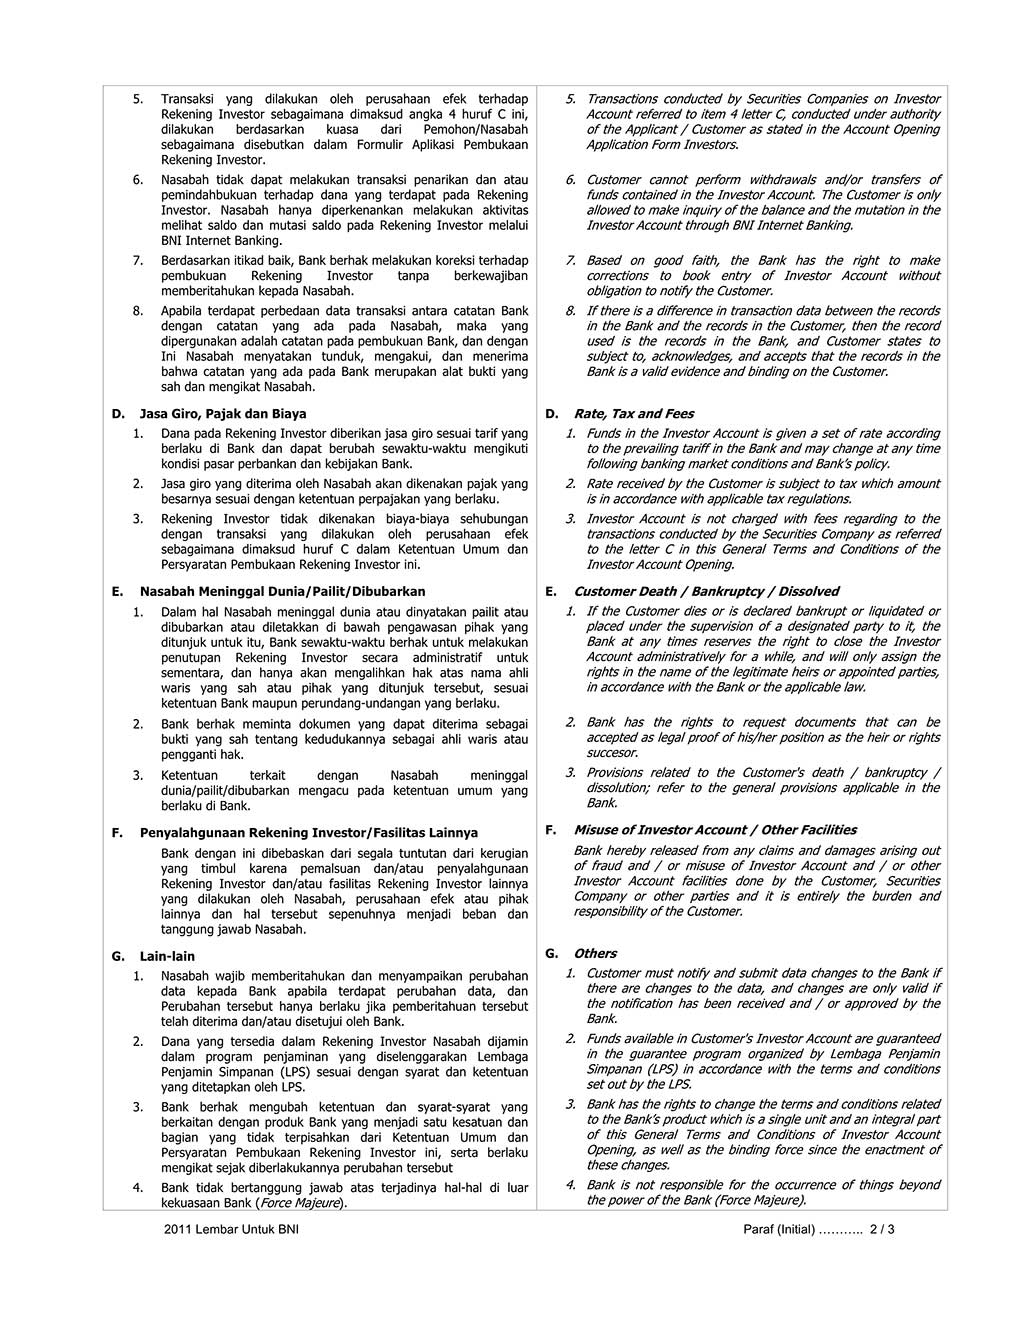 5. Transaksi yang dilakukan oleh perusahaan efek terhadap
Rekening Investor sebagaimana dimaksud angka 4 huruf C ini,
dilakukan berdasarkan kuasa dari Pemohon/Nasabah
sebagaimana disebutkan dalam Formulir Aplikasi Pembukaan
Rekening Investor.
6. Nasabah tidak dapat melakukan transaksi penarikan dan atau
pemindahbukuan terhadap dana yang terdapat pada Rekening
Investor. Nasabah hanya diperkenankan melakukan aktivitas
melihat saldo dan mutasi saldo pada Rekening Investor melalui
BNI Internet Banking.
7. Berdasarkan itikad baik, Bank berhak melakukan koreksi terhadap
pembukuan Rekening Investor tanpa berkewajiban
memberitahukan kepada Nasabah.
8. Apabila terdapat perbedaan data transaksi antara catatan Bank
dengan catatan yang ada pada Nasabah, maka yang
dipergunakan adalah catatan pada pembukuan Bank, dan dengan
Ini Nasabah menyatakan tunduk, mengakui, dan menerima
bahwa catatan yang ada pada Bank merupakan alat bukti yang
sah dan mengikat Nasabah.
D. Jasa Giro, Pajak dan Biaya
1. Dana pada Rekening Investor diberikan jasa giro sesuai tarif yang
berlaku di Bank dan dapat berubah sewaktu-waktu mengikuti
kondisi pasar perbankan dan kebijakan Bank.
2. Jasa giro yang diterima oleh Nasabah akan dikenakan pajak yang
besarnya sesuai dengan ketentuan perpajakan yang berlaku.
3. Rekening Investor tidak dikenakan biaya-biaya sehubungan
dengan transaksi yang dilakukan oleh perusahaan efek
sebagaimana dimaksud huruf C dalam Ketentuan Umum dan
Persyaratan Pembukaan Rekening Investor ini.
E. Nasabah Meninggal Dunia/Pailit/Dibubarkan
1. Dalam hal Nasabah meninggal dunia atau dinyatakan pailit atau
dibubarkan atau diletakkan di bawah pengawasan pihak yang
ditunjuk untuk itu, Bank sewaktu-waktu berhak untuk melakukan
penutupan Rekening Investor secara administratif untuk
sementara, dan hanya akan mengalihkan hak atas nama ahli
waris yang sah atau pihak yang ditunjuk tersebut, sesuai
ketentuan Bank maupun perundang-undangan yang berlaku.
2. Bank berhak meminta dokumen yang dapat diterima sebagai
bukti yang sah tentang kedudukannya sebagai ahli waris atau
pengganti hak.
3. Ketentuan terkait dengan Nasabah meninggal
dunia/pailit/dibubarkan mengacu pada ketentuan umum yang
berlaku di Bank.
F. Penyalahgunaan Rekening Investor/Fasilitas Lainnya
Bank dengan ini dibebaskan dari segala tuntutan dari kerugian
yang timbul karena pemalsuan dan/atau penyalahgunaan
Rekening Investor dan/atau fasilitas Rekening Investor lainnya
yang dilakukan oleh Nasabah, perusahaan efek atau pihak
lainnya dan hal tersebut sepenuhnya menjadi beban dan
tanggung jawab Nasabah.
G. Lain-lain
1. Nasabah wajib memberitahukan dan menyampaikan perubahan
data kepada Bank apabila terdapat perubahan data, dan
Perubahan tersebut hanya berlaku jika pemberitahuan tersebut
telah diterima dan/atau disetujui oleh Bank.
2. Dana yang tersedia dalam Rekening Investor Nasabah dijamin
dalam program penjaminan yang diselenggarakan Lembaga
Penjamin Simpanan (LPS) sesuai dengan syarat dan ketentuan
yang ditetapkan oleh LPS.
3. Bank berhak mengubah ketentuan dan syarat-syarat yang
berkaitan dengan produk Bank yang menjadi satu kesatuan dan
bagian yang tidak terpisahkan dari Ketentuan Umum dan
Persyaratan Pembukaan Rekening Investor ini, serta berlaku
mengikat sejak diberlakukannya perubahan tersebut
4. Bank tidak bertanggung jawab atas terjadinya hal-hal di luar
kekuasaan Bank (Force Majeure).
5. Transactions conducted by Securities Companies on Investor
Account referred to item 4 letter C, conducted under authority
of the Applicant / Customer as stated in the Account Opening
Application Form Investors.
6. Customer cannot perform withdrawals and/or transfers of
funds contained in the Investor Account. The Customer is only
allowed to make inquiry of the balance and the mutation in the
Investor Account through BNI Internet Banking.
7. Based on good faith, the Bank has the right to make
corrections to book entry of Investor Account without
obligation to notify the Customer.
8. If there is a difference in transaction data between the records
in the Bank and the records in the Customer, then the record
used is the records in the Bank, and Customer states to
subject to, acknowledges, and accepts that the records in the
Bank is a valid evidence and binding on the Customer.
D. Rate, Tax and Fees
1. Funds in the Investor Account is given a set of rate according
to the prevailing tariff in the Bank and may change at any time
following banking market conditions and Bank's policy.
2. Rate received by the Customer is subject to tax which amount
is in accordance with applicable tax regulations.
3. Investor Account is not charged with fees regarding to the
transactions conducted by the Securities Company as referred
to the letter C in this General Terms and Conditions of the
Investor Account Opening.
E. Customer Death / Bankruptcy / Dissolved
1. If the Customer dies or is declared bankrupt or liquidated or
placed under the supervision of a designated party to it, the
Bank at any times reserves the right to close the Investor
Account administratively for a while, and will only assign the
rights in the name of the legitimate heirs or appointed parties,
in accordance with the Bank or the applicable law.
2. Bank has the rights to request documents that can be
accepted as legal proof of his/her position as the heir or rights
succesor.
3. Provisions related to the Customer's death / bankruptcy /
dissolution; refer to the general provisions applicable in the
Bank.
F. Misuse of Investor Account / Other Facilities
Bank hereby released from any claims and damages arising out
of fraud and / or misuse of Investor Account and / or other
Investor Account facilities done by the Customer, Securities
Company or other parties and it is entirely the burden and
responsibility of the Customer.
G. Others
1. Customer must notify and submit data changes to the Bank if
there are changes to the data, and changes are only valid if
the notification has been received and / or approved by the
Bank.
2. Funds available in Customer's Investor Account are guaranteed
in the guarantee program organized by Lembaga Penjamin
Simpanan (LPS) in accordance with the terms and conditions
set out by the LPS.
3. Bank has the rights to change the terms and conditions related
to the Bank's product which is a single unit and an integral part
of this General Terms and Conditions of Investor Account
Opening, as well as the binding force since the enactment of
these changes.
4. Bank is not responsible for the occurrence of things beyond
the power of the Bank (Force Majeure).
2011 Lembar Untuk BNI
Paraf (Initial) ……….. 2 / 3